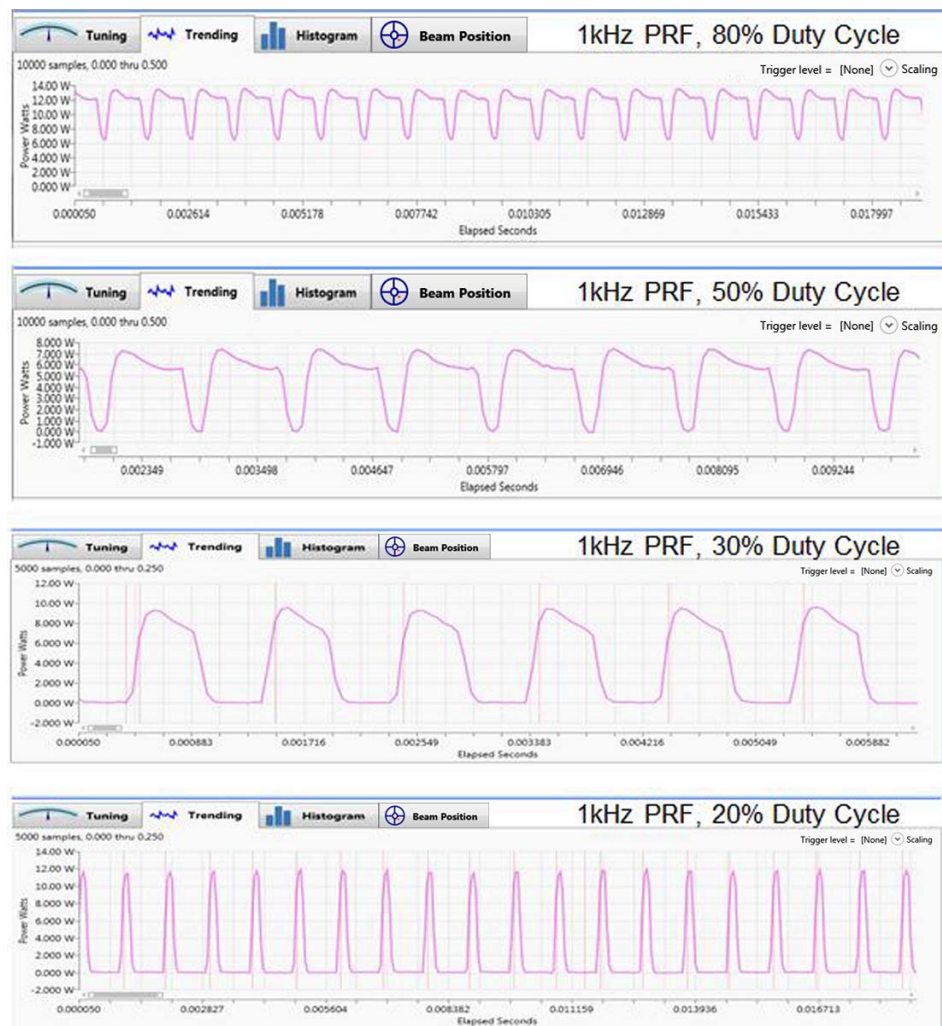 Tuning Trending Histogram Beam Position 1kHz PRF, 80% Duty Cycle
10000 samples, 0.000 thru 0.500 Trigger level = [None] Scaling
14.00 W
12.00 W
10.00 W
8.000 W
6.000 W
4.000 W
2.000 W
0.000 W
Power Watts
0.000050 0.002614 0.005178 0.007742 0.010305 0.012869 0.015433 0.017997
Elapsed Seconds
Tuning Trending Histogram Beam Position 1kHz PRF, 50% Duty Cycle
10000 samples, 0.000 thru 0.500 Trigger level = [None] Scaling
8.000 W
7.000 W
6.000 W
5.000 W
4.000 W
3.000 W
2.000 W
1.000 W
0.000 W
-1.000 W
Power Watts
0.002349 0.003498 0.004647 0.005797 0.006946 0.008095 0.009244
Elapsed Seconds
Tuning Trending Histogram Beam Position 1kHz PRF, 30% Duty Cycle
5000 samples, 0.000 thru 0.250 Trigger level = [None] Scaling
12.00 W
10.00 W
8.000 W
6.000 W
4.000 W
2.000 W
0.000 W
-2.000 W
Power Watts
0.000050 0.000883 0.001716 0.002549 0.003383 0.004216 0.005049 0.005882
Elapsed Seconds
Tuning Trending Histogram Beam Position 1kHz PRF, 20% Duty Cycle
5000 samples, 0.000 thru 0.250 Trigger level = [None] Scaling
14.00 W
12.00 W
10.00 W
8.000 W
6.000 W
4.000 W
2.000 W
0.000 W
-2.000 W
Power Watts
0.000050 0.002827 0.005604 0.008382 0.011159 0.013936 0.016713
Elapsed Seconds